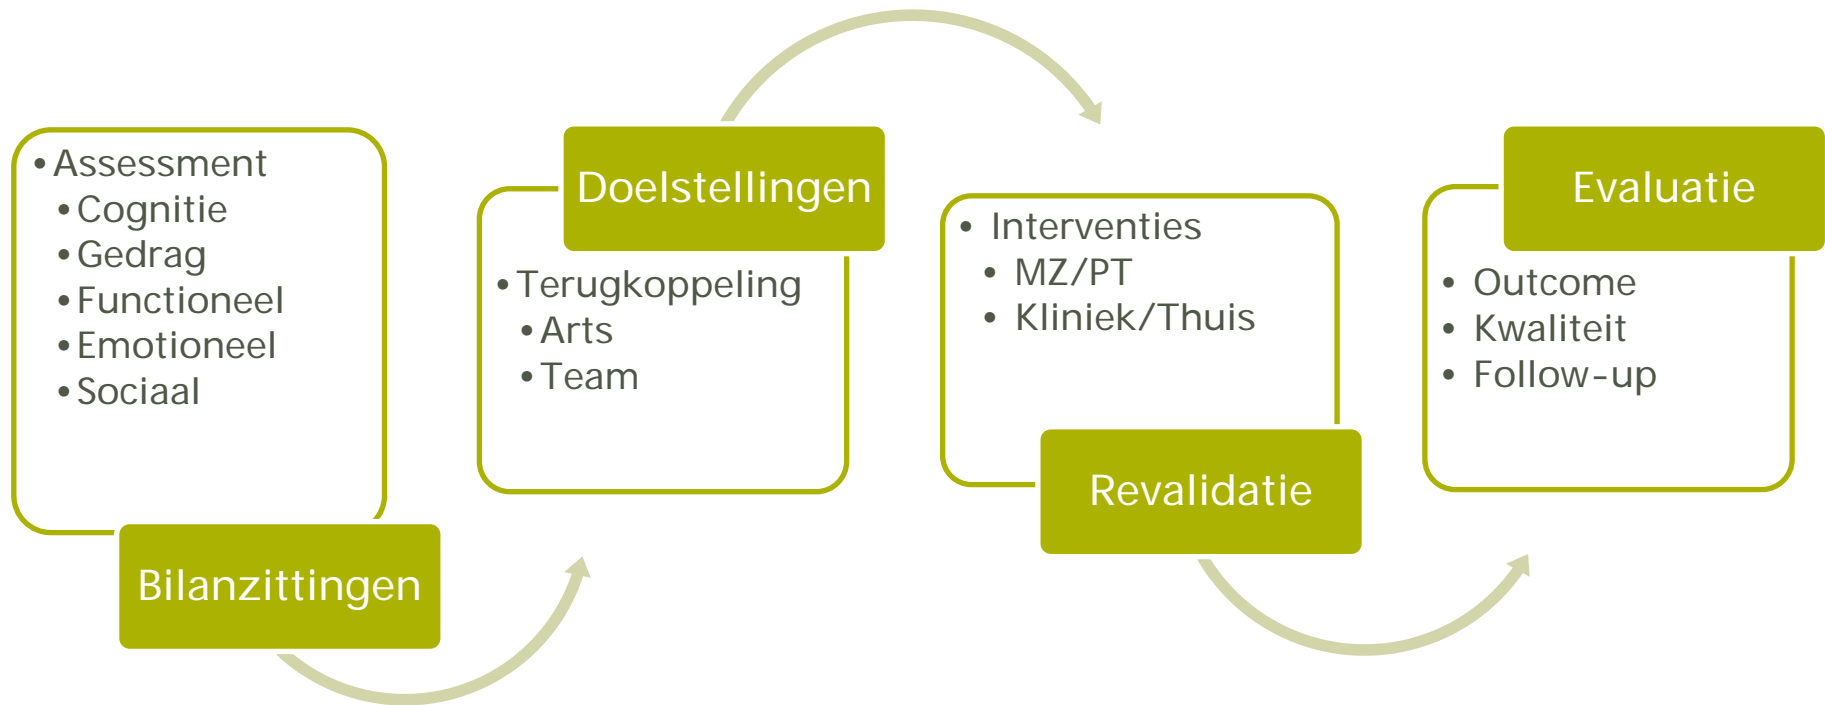 • Assessment
• Cognitie
• Gedrag
• Functioneel
• Emotioneel
• Sociaal
Bilanzittingen
Doelstellingen
• Terugkoppeling
• Arts
• Team
• Interventies
• MZ/PT
• Kliniek/Thuis
Revalidatie
Evaluatie
• Outcome
• Kwaliteit
• Follow-up